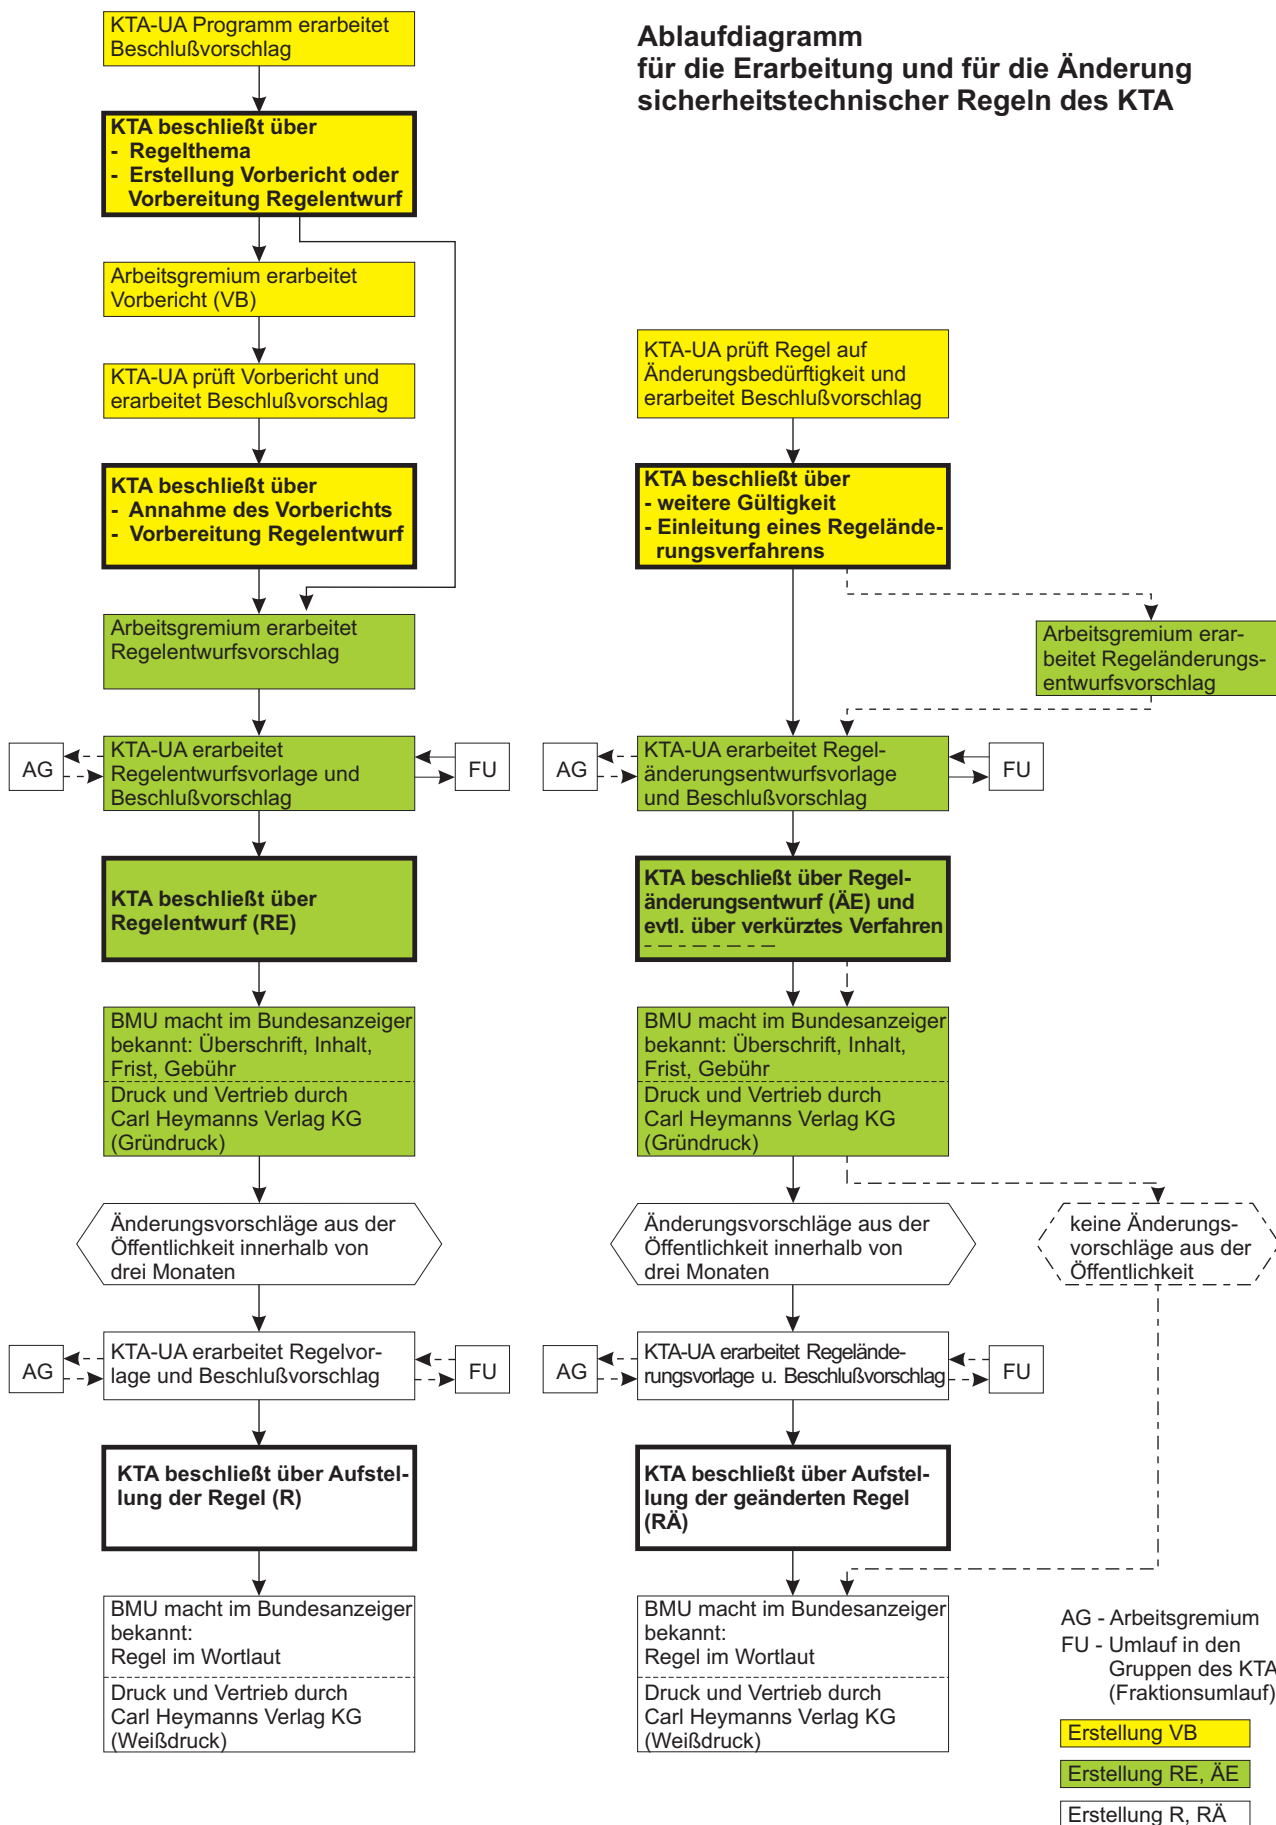 Ablaufdiagramm
für die Erarbeitung und für die Änderung
sicherheitstechnischer Regeln des KTA
KTA-UA Programm erarbeitet
Beschlußvorschlag
KTA beschließt über
- Regelthema
- Erstellung Vorbericht oder
Vorbereitung Regelentwurf
Arbeitsgremium erarbeitet
Vorbericht (VB)
KTA-UA prüft Vorbericht und
erarbeitet Beschlußvorschlag
KTA beschließt über
- Annahme des Vorberichts
- Vorbereitung Regelentwurf
Arbeitsgremium erarbeitet
Regelentwurfsvorschlag
AG
KTA-UA erarbeitet
Regelentwurfsvorlage und
Beschlußvorschlag
FU
KTA beschließt über
Regelentwurf (RE)
BMU macht im Bundesanzeiger
bekannt: Überschrift, Inhalt,
Frist, Gebühr
Druck und Vertrieb durch
Carl Heymanns Verlag KG
(Gründruck)
Änderungsvorschläge aus der
Öffentlichkeit innerhalb von
drei Monaten
AG
KTA-UA erarbeitet Regelvor-
lage und Beschlußvorschlag
FU
KTA beschließt über Aufstel-
lung der Regel (R)
BMU macht im Bundesanzeiger
bekannt:
Regel im Wortlaut
Druck und Vertrieb durch
Carl Heymanns Verlag KG
(Weißdruck)
KTA-UA prüft Regel auf
Änderungsbedürftigkeit und
erarbeitet Beschlußvorschlag
KTA beschließt über
- weitere Gültigkeit
- Einleitung eines Regelände-
rungsverfahrens
Arbeitsgremium erar-
beitet Regeländerungs-
entwurfsvorschlag
AG
KTA-UA erarbeitet Regel-
änderungsentwurfsvorlage
und Beschlußvorschlag
FU
KTA beschließt über Regel-
änderungsentwurf (ÄE) und
evtl. über verkürztes Verfahren
BMU macht im Bundesanzeiger
bekannt: Überschrift, Inhalt,
Frist, Gebühr
Druck und Vertrieb durch
Carl Heymanns Verlag KG
(Gründruck)
Änderungsvorschläge aus der
Öffentlichkeit innerhalb von
drei Monaten
keine Änderungs-
vorschläge aus der
Öffentlichkeit
AG
KTA-UA erarbeitet Regelände-
rungsvorlage u. Beschlußvorschlag
FU
KTA beschließt über Aufstel-
lung der geänderten Regel
(RÄ)
BMU macht im Bundesanzeiger
bekannt:
Regel im Wortlaut
Druck und Vertrieb durch
Carl Heymanns Verlag KG
(Weißdruck)
AG - Arbeitsgremium
FU - Umlauf in den
Gruppen des KTA
(Fraktionsumlauf)
Erstellung VB
Erstellung RE, ÄE
Erstellung R, RÄ